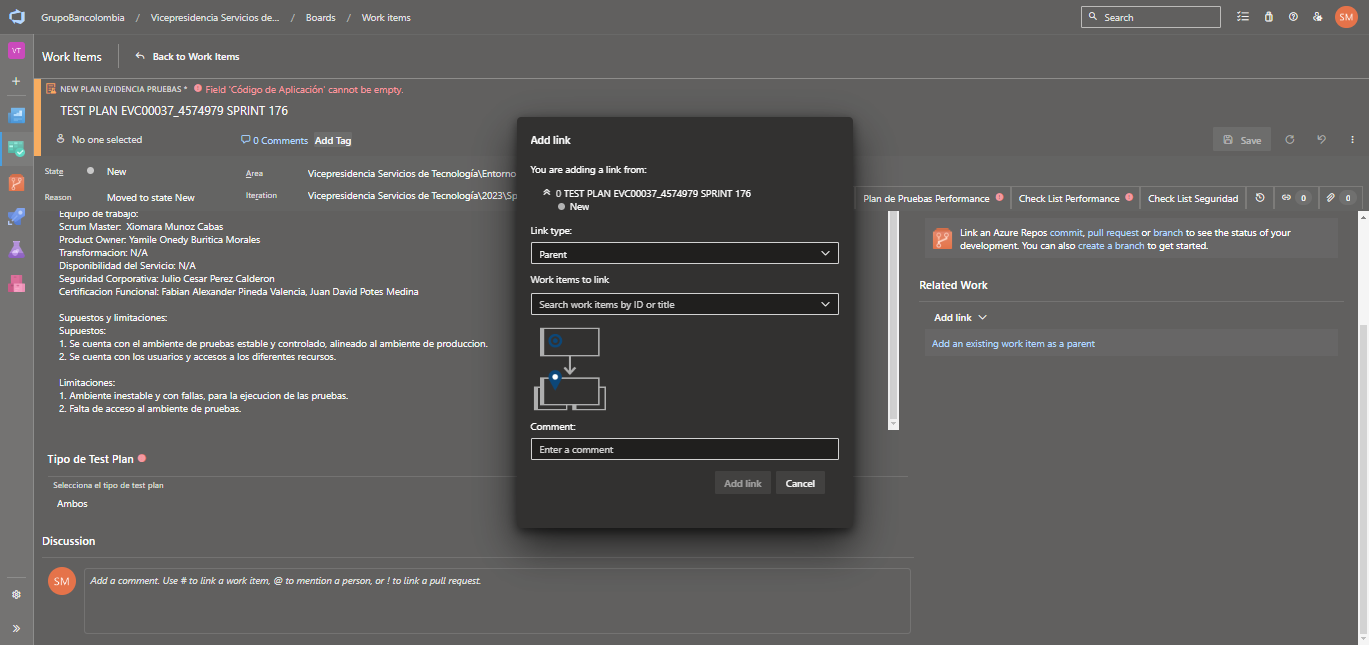 GrupoBancolombia / Vicepresidencia Servicios de... / Boards / Work items
Search
SM
VT
Work Items
Back to Work Items
NEW PLAN EVIDENCIA PRUEBAS * Field 'Código de Aplicación' cannot be empty.
TEST PLAN EVC00037_4574979 SPRINT 176
No one selected
0 Comments
Add Tag
Save
State
New
Area
Vicepresidencia Servicios de Tecnología\Entorno
Reason
Moved to state New
Iteration
Vicepresidencia Servicios de Tecnología\2023\Sp
Plan de Pruebas Performance
Check List Performance
Check List Seguridad
0
0
Equipo de trabajo:
Scrum Master: Xiomara Munoz Cabas
Product Owner: Yamile Onedy Buritica Morales
Transformacion: N/A
Disponibilidad del Servicio: N/A
Seguridad Corporativa: Julio Cesar Perez Calderon
Certificacion Funcional: Fabian Alexander Pineda Valencia, Juan David Potes Medina
Supuestos y limitaciones:
Supuestos:
1. Se cuenta con el ambiente de pruebas estable y controlado, alineado al ambiente de produccion.
2. Se cuenta con los usuarios y accesos a los diferentes recursos.
Limitaciones:
1. Ambiente inestable y con fallas, para la ejecucion de las pruebas.
2. Falta de acceso al ambiente de pruebas.
Tipo de Test Plan
Selecciona el tipo de test plan
Ambos
Discussion
SM
Add a comment. Use # to link a work item, @ to mention a person, or ! to link a pull request.
Add link
You are adding a link from:
0 TEST PLAN EVC00037_4574979 SPRINT 176
New
Link type:
Parent
Work items to link
Search work items by ID or title
Comment:
Enter a comment
Add link
Cancel
Link an Azure Repos commit, pull request or branch to see the status of your
development. You can also create a branch to get started.
Related Work
Add link
Add an existing work item as a parent